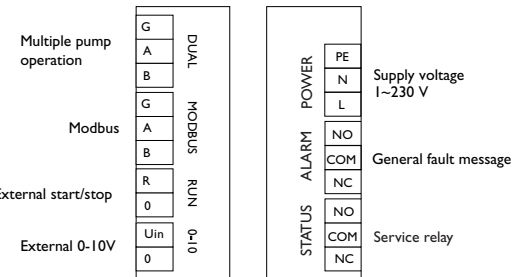 Multiple pump
operation
G
A
B
DUAL
Modbus
G
A
B
MODBUS
External start/stop
R
0
RUN
External 0-10V
Uin
0
0-10
POWER
PE
N
L
Supply voltage
1~230 V
ALARM
NO
COM
NC
General fault message
STATUS
NO
COM
NC
Service relay